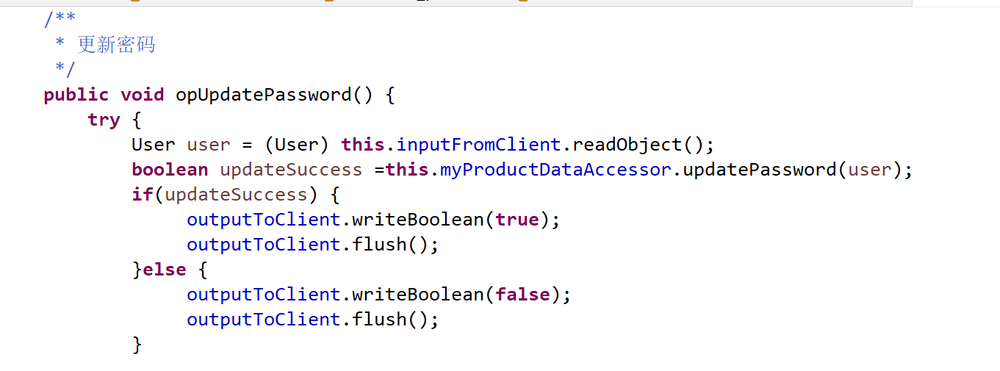 /**
 * 更新密码
 */
public void opUpdatePassword() {
    try {
        User user = (User) this.inputFromClient.readObject();
        boolean updateSuccess =this.myProductDataAccessor.updatePassword(user);
        if(updateSuccess) {
             outputToClient.writeBoolean(true);
             outputToClient.flush();
        }else {
             outputToClient.writeBoolean(false);
             outputToClient.flush();
        }